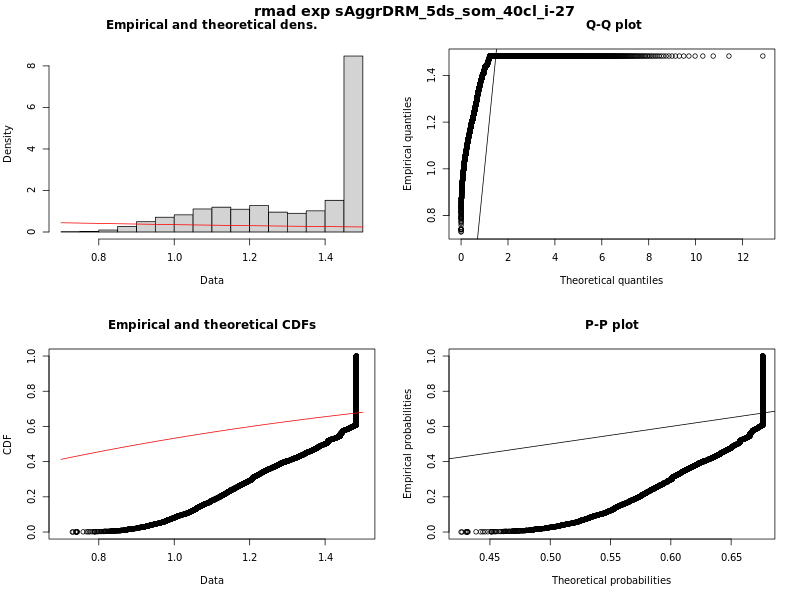 rmad exp sAggrDRM_5ds_som_40cl_i-27
Empirical and theoretical dens.
Density
0 2 4 6 8
0.8 1.0 1.2 1.4
Data
Q-Q plot
Empirical quantiles
0.8 1.0 1.2 1.4
0 2 4 6 8 10 12
Theoretical quantiles
Empirical and theoretical CDFs
CDF
0.0 0.2 0.4 0.6 0.8 1.0
0.8 1.0 1.2 1.4
Data
P-P plot
Empirical probabilities
0.0 0.2 0.4 0.6 0.8 1.0
0.45 0.50 0.55 0.60 0.65
Theoretical probabilities